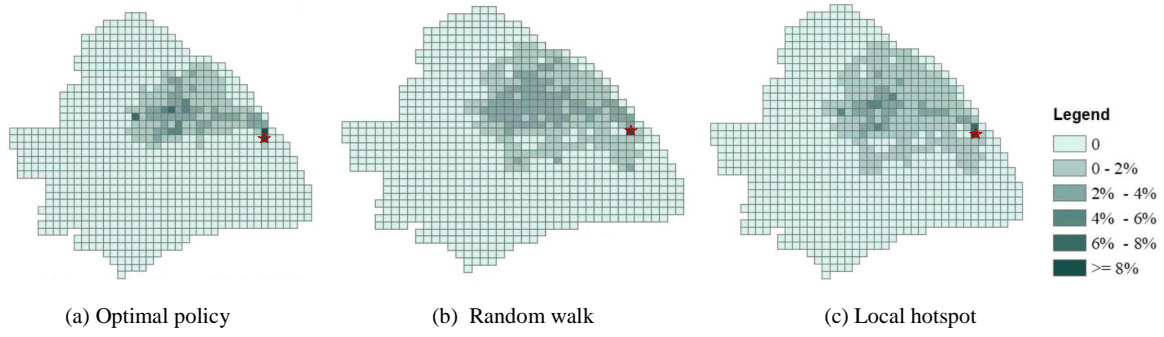 Legend
0
0 - 2%
2% - 4%
4% - 6%
6% - 8%
>= 8%
(a) Optimal policy
(b) Random walk
(c) Local hotspot